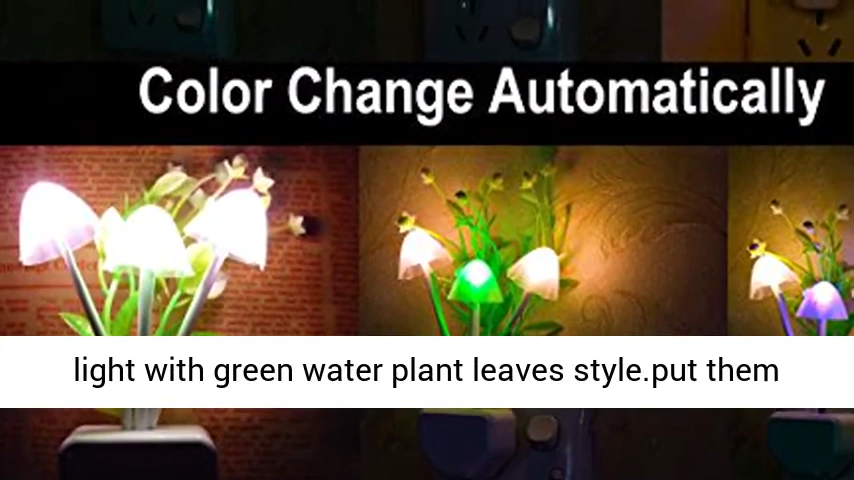 Color Change Automatically
light with green water plant leaves style.put them